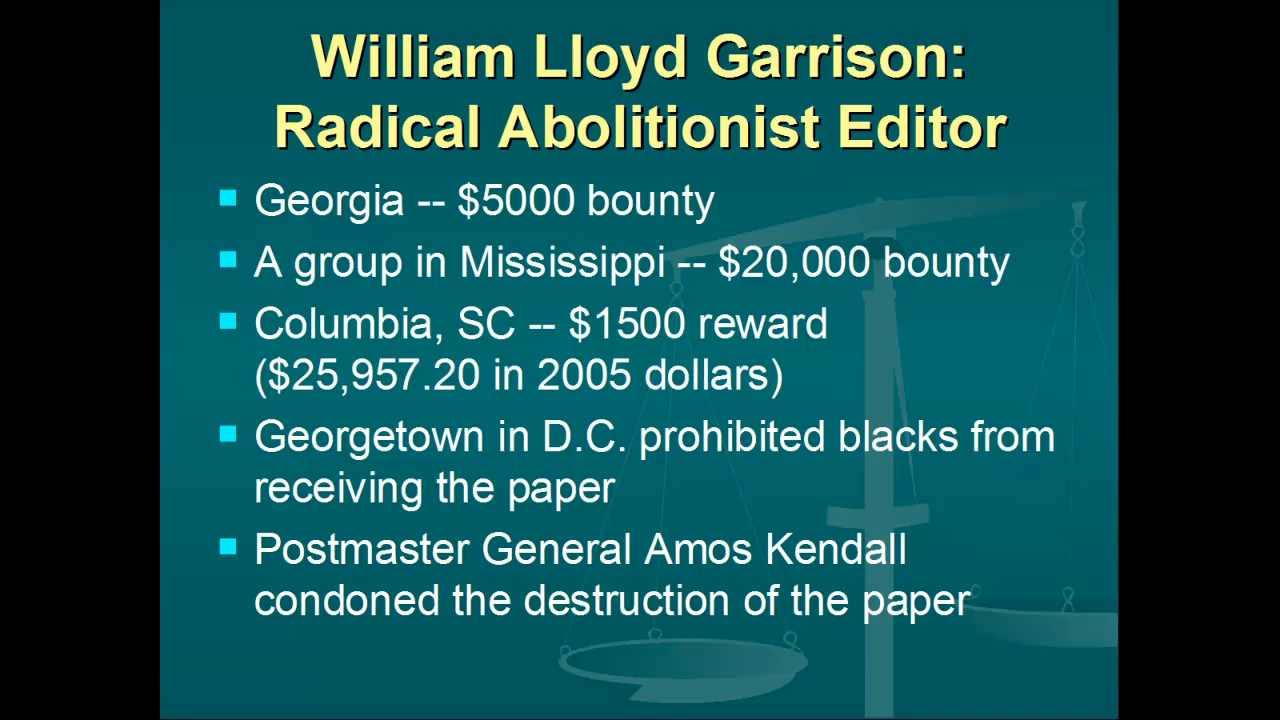 William Lloyd Garrison:
Radical Abolitionist Editor
Georgia -- $5000 bounty
A group in Mississippi -- $20,000 bounty
Columbia, SC -- $1500 reward
($25,957.20 in 2005 dollars)
Georgetown in D.C. prohibited blacks from
receiving the paper
Postmaster General Amos Kendall
condoned the destruction of the paper